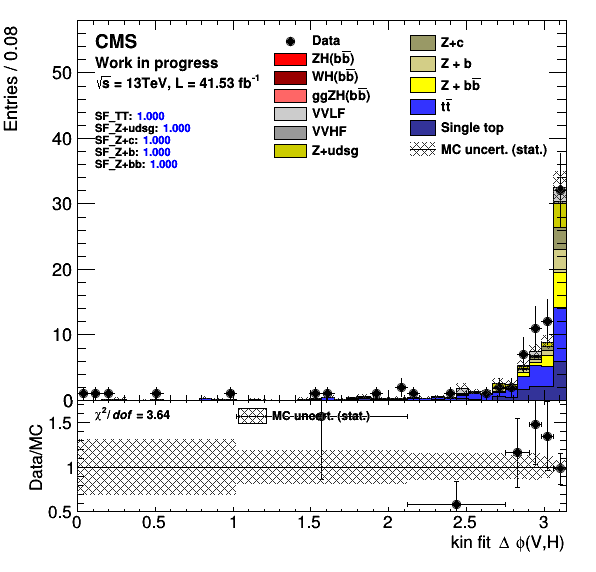 CMS
Work in progress
√s = 13TeV, L = 41.53 fb⁻¹
SF_TT: 1.000
SF_Z+udsg: 1.000
SF_Z+c: 1.000
SF_Z+b: 1.000
SF_Z+bb: 1.000
Data
ZH(bb̅)
WH(bb̅)
ggZH(bb̅)
VVLF
VVHF
Z+udsg
Z+c
Z + b
Z + bb̅
tt̅
Single top
MC uncert. (stat.)
Entries / 0.08
50
40
30
20
10
0
χ²/ dof = 3.64
MC uncert. (stat.)
Data/MC
1.5
1
0.5
0 0.5 1 1.5 2 2.5 3
kin fit Δ φ(V,H)